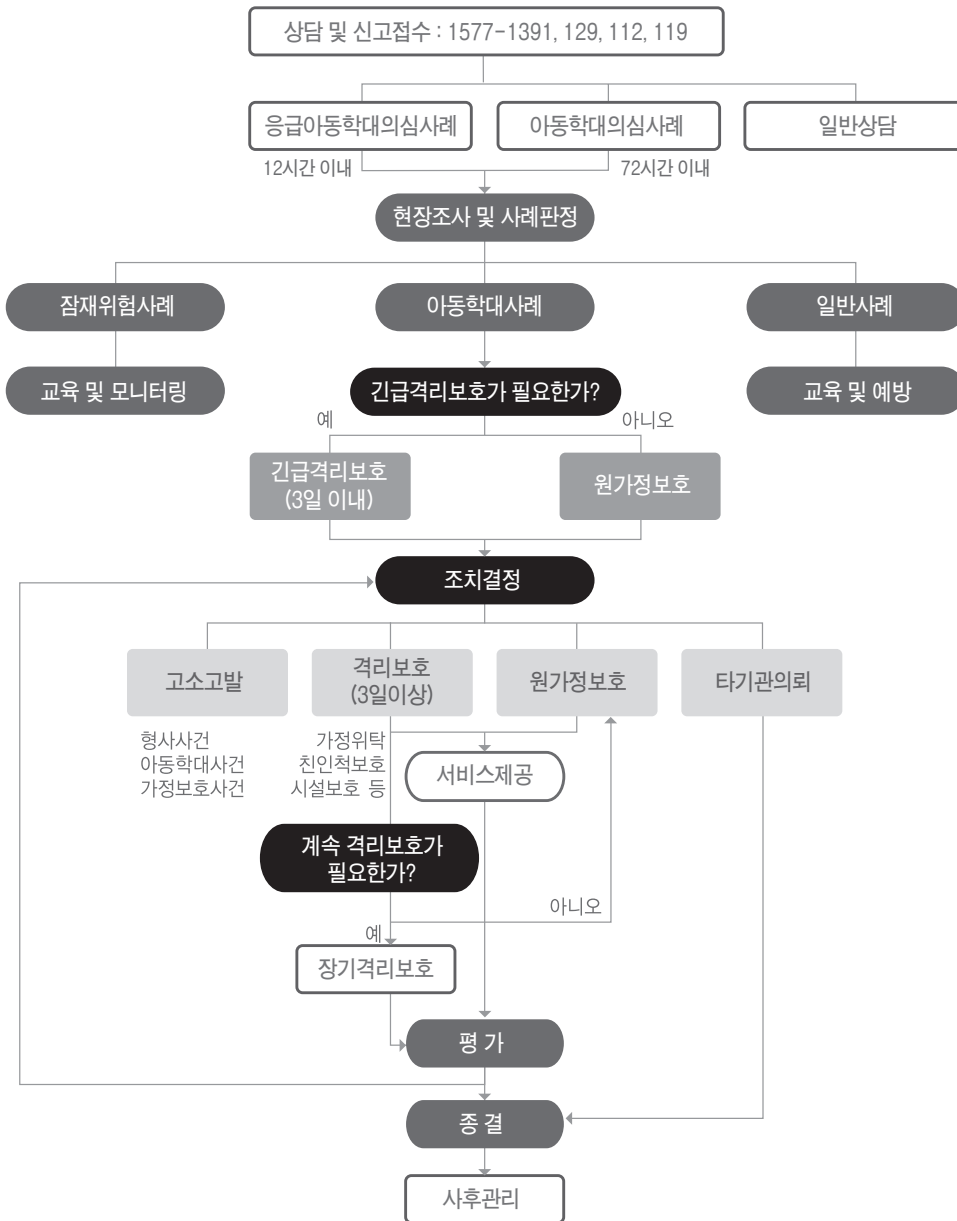 상담 및 신고접수 : 1577-1391, 129, 112, 119
응급아동학대의심사례
아동학대의심사례
일반상담
12시간 이내
72시간 이내
현장조사 및 사례판정
잠재위험사례
아동학대사례
일반사례
교육 및 모니터링
긴급격리보호가 필요한가?
교육 및 예방
예
아니오
긴급격리보호
(3일 이내)
원가정보호
조치결정
고소고발
격리보호
(3일이상)
원가정보호
타기관의뢰
형사사건
아동학대사건
가정보호사건
가정위탁
친인척보호
시설보호 등
서비스제공
계속 격리보호가
필요한가?
아니오
예
장기격리보호
평 가
종 결
사후관리